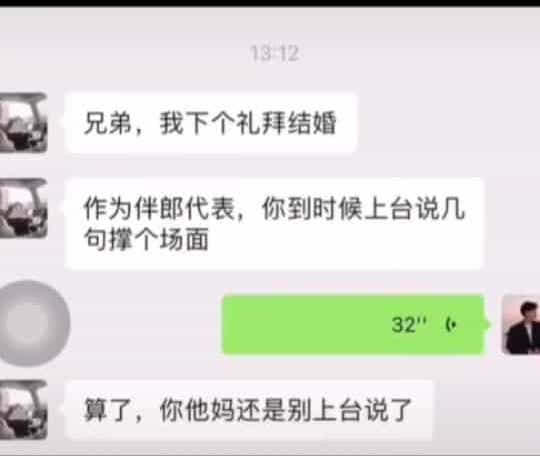 13:12
兄弟，我下个礼拜结婚
作为伴郎代表，你到时候上台说几
句撑个场面
32''
算了，你他妈还是别上台说了